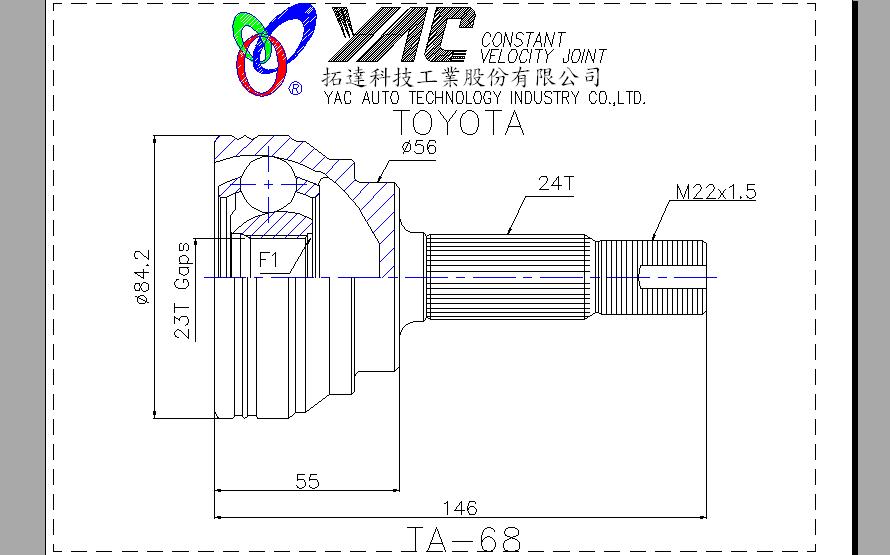 YAC CONSTANT
VELOCITY JOINT
®
拓達科技工業股份有限公司
YAC AUTO TECHNOLOGY INDUSTRY CO.,LTD.
TOYOTA
ø56
24T
M22x1.5
ø84.2
23T Gaps
F1
55
146
TA-68